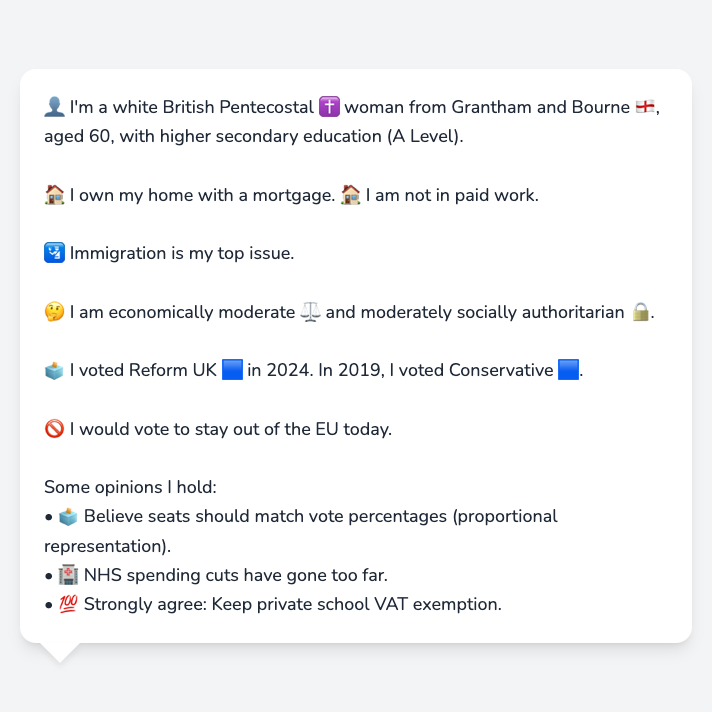 👤 I'm a white British Pentecostal ✝️ woman from Grantham and Bourne 🏴󠁧󠁢󠁥󠁮󠁧󠁿,
aged 60, with higher secondary education (A Level).
🏠 I own my home with a mortgage. 🏠 I am not in paid work.
🛂 Immigration is my top issue.
🤔 I am economically moderate ⚖️ and moderately socially authoritarian 🔒.
🗳️ I voted Reform UK 🟦 in 2024. In 2019, I voted Conservative 🟦.
🚫 I would vote to stay out of the EU today.
Some opinions I hold:
• 🗳️ Believe seats should match vote percentages (proportional
representation).
• 🏥 NHS spending cuts have gone too far.
• 💯 Strongly agree: Keep private school VAT exemption.